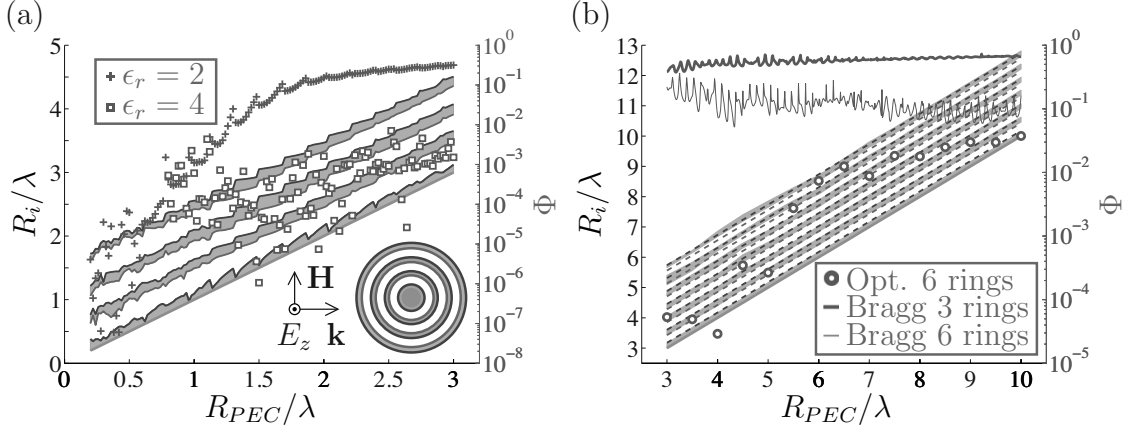 (a)
5
4
3
2
1
0
R_i/λ
ϵ_r = 2
ϵ_r = 4
H
E_z k
10^0
10^-1
10^-2
10^-3
10^-4
10^-5
10^-6
10^-7
10^-8
Φ
0 0.5 1 1.5 2 2.5 3
R_PEC/λ
(b)
13
12
11
10
9
8
7
6
5
4
3
R_i/λ
Opt. 6 rings
Bragg 3 rings
Bragg 6 rings
10^0
10^-1
10^-2
10^-3
10^-4
10^-5
Φ
3 4 5 6 7 8 9 10
R_PEC/λ